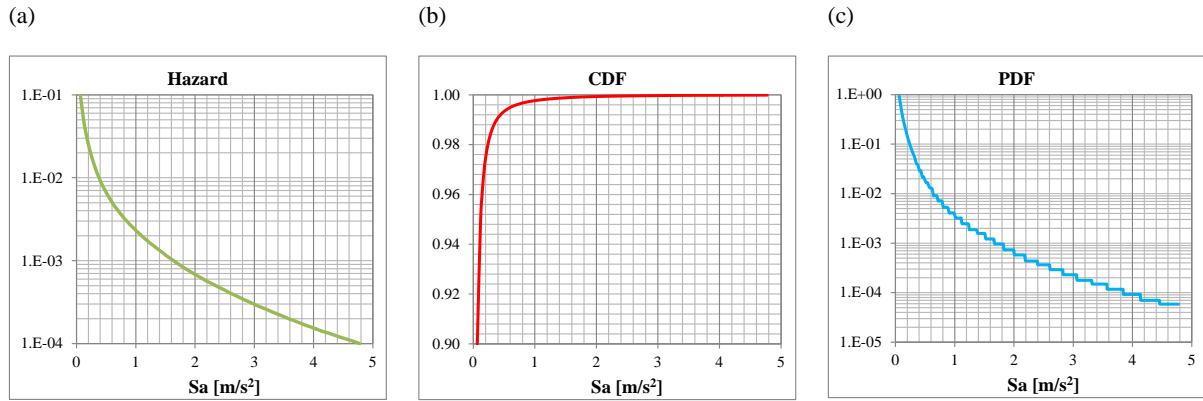 (a)
Hazard
1.E-01
1.E-02
1.E-03
1.E-04
0 1 2 3 4 5
Sa [m/s²]
(b)
CDF
1.00
0.98
0.96
0.94
0.92
0.90
0 1 2 3 4 5
Sa [m/s²]
(c)
PDF
1.E+00
1.E-01
1.E-02
1.E-03
1.E-04
1.E-05
0 1 2 3 4 5
Sa [m/s²]